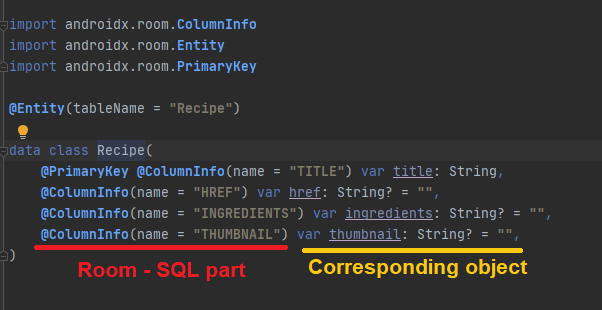 import androidx.room.ColumnInfo
import androidx.room.Entity
import androidx.room.PrimaryKey
@Entity(tableName = "Recipe")
data class Recipe(
@PrimaryKey @ColumnInfo(name = "TITLE") var title: String,
@ColumnInfo(name = "HREF") var href: String? = "",
@ColumnInfo(name = "INGREDIENTS") var ingredients: String? = "",
@ColumnInfo(name = "THUMBNAIL") var thumbnail: String? = "",
)
Room - SQL part
Corresponding object